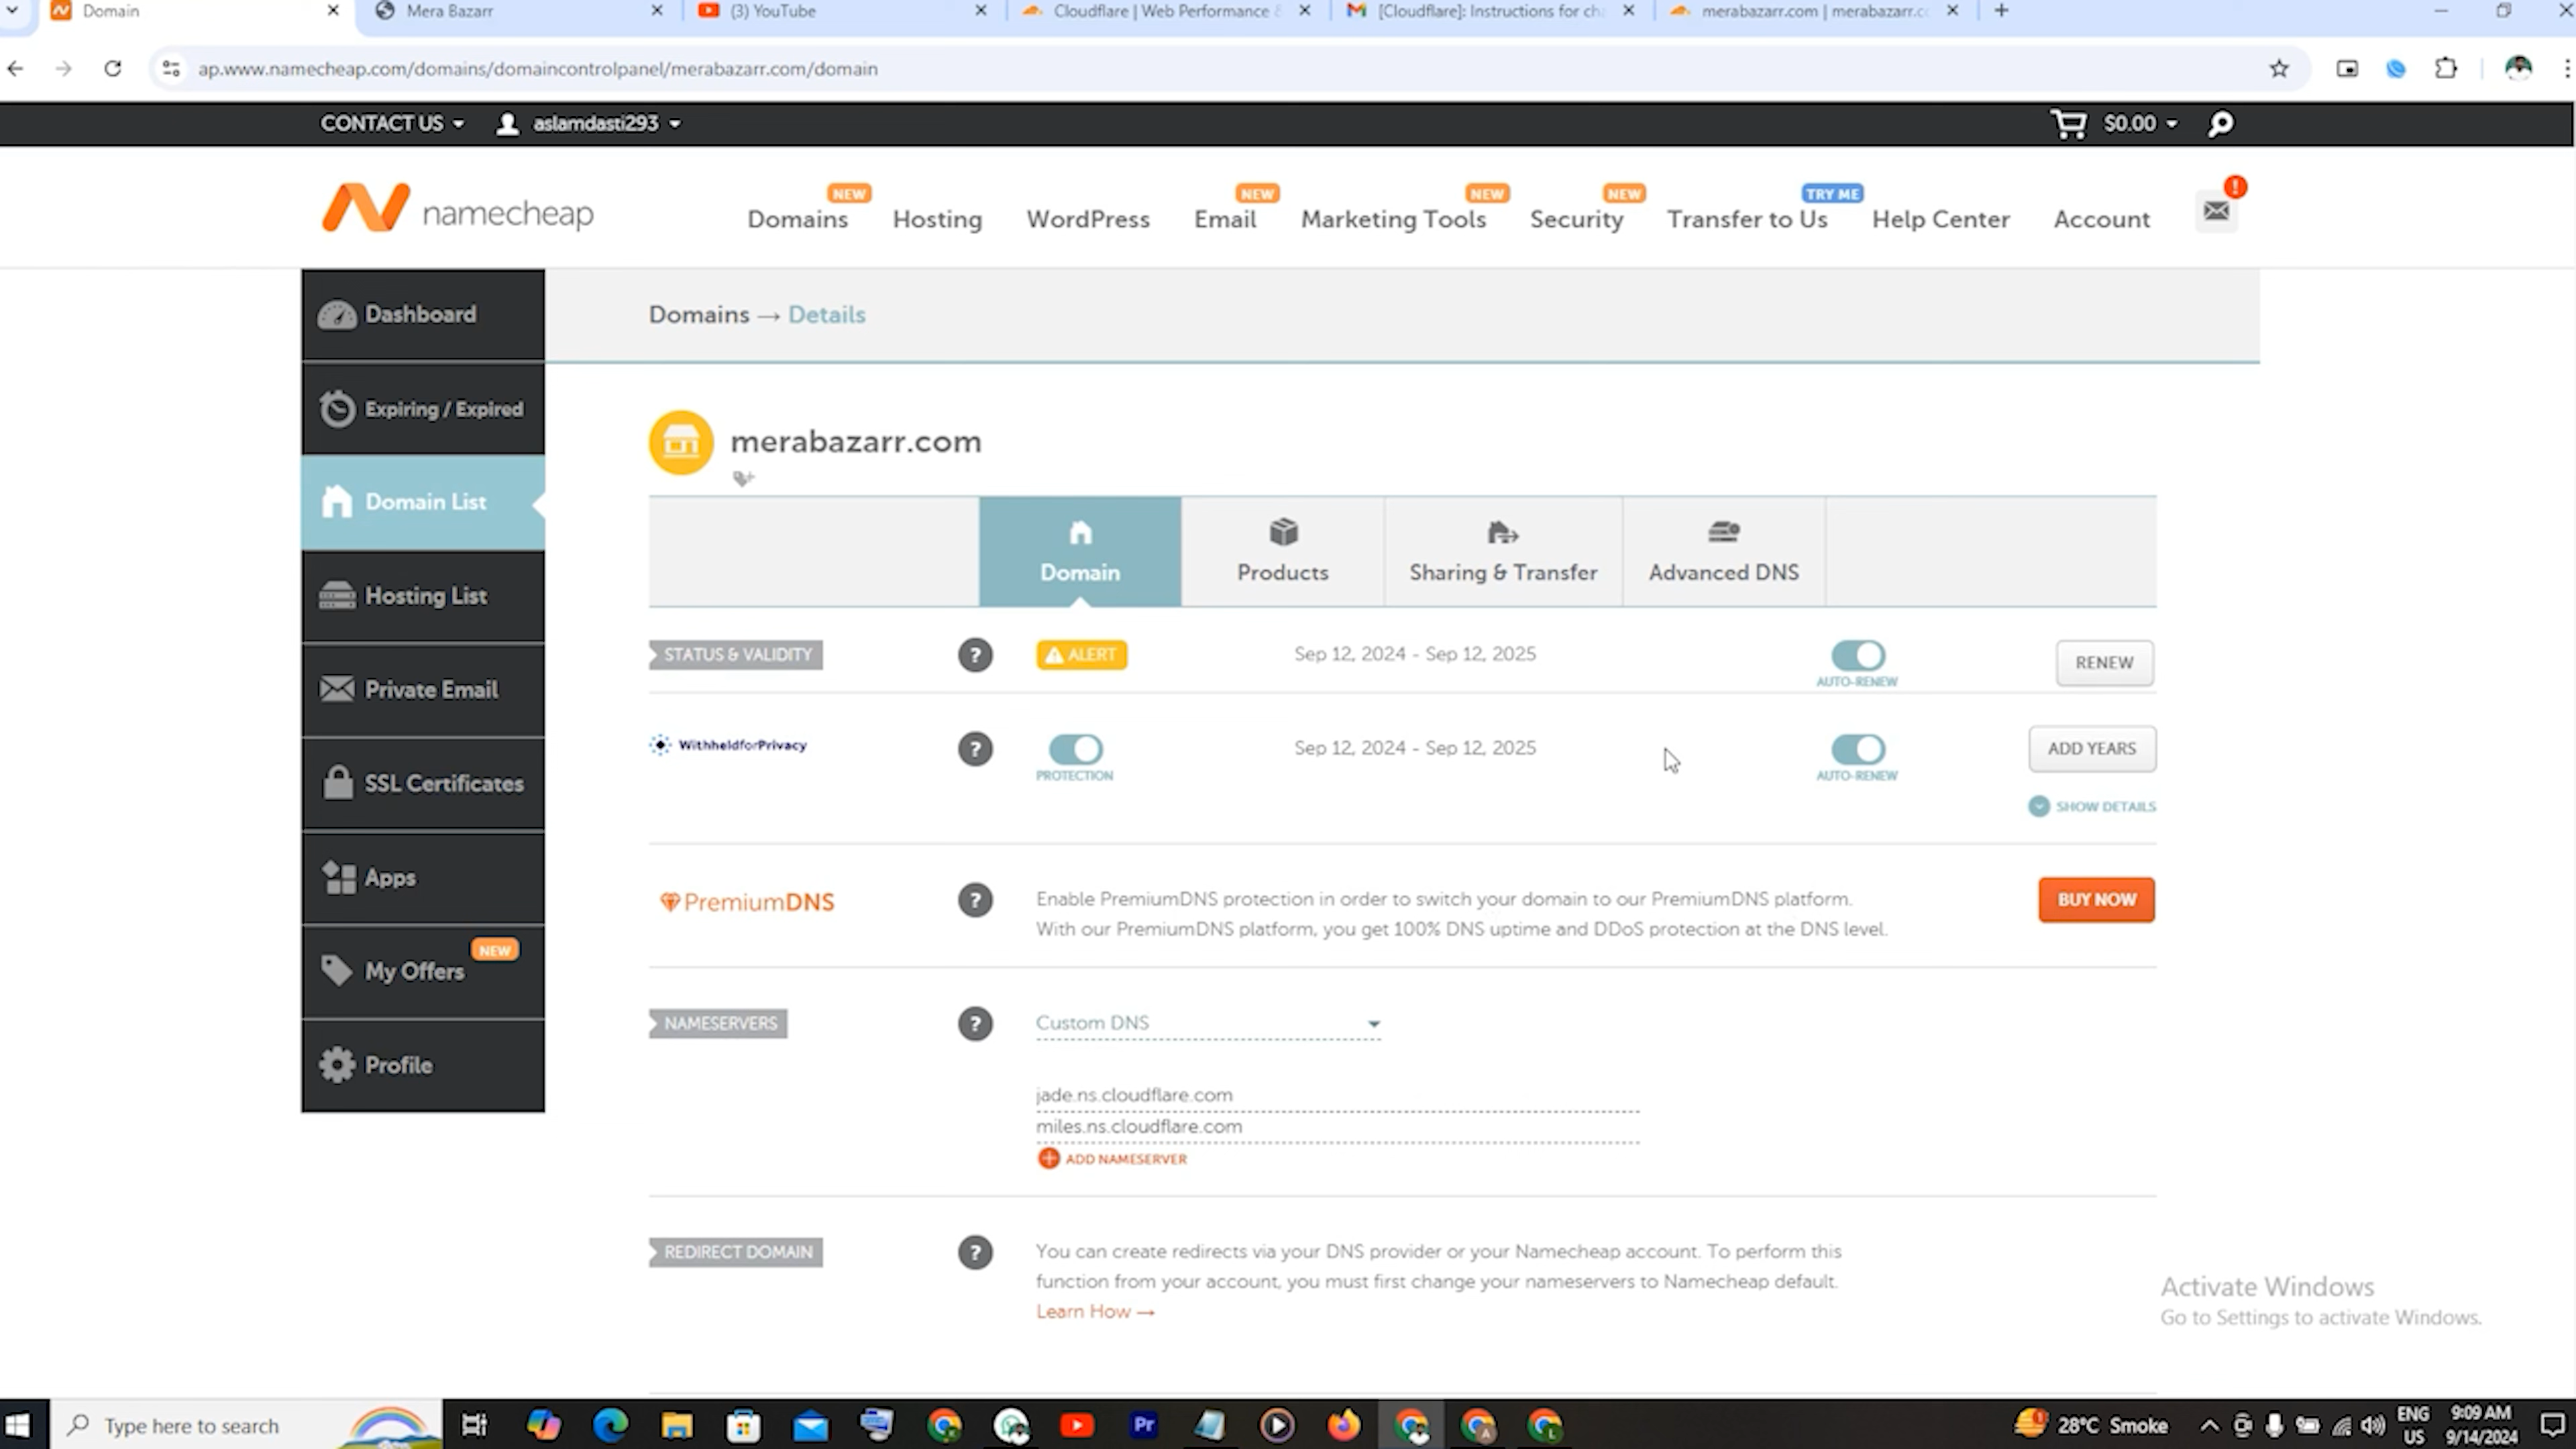 Domain
Mera Bazarr
(3) YouTube
Cloudflare | Web Performance &
[Cloudflare]: Instructions for ch
merabazarr.com | merabazarr.c
ap.www.namecheap.com/domains/domaincontrolpanel/merabazarr.com/domain
CONTACT US
aslamdasti293
$0.00
namecheap
NEW
Domains
Hosting
WordPress
NEW
Email
NEW
Marketing Tools
NEW
Security
TRY ME
Transfer to Us
Help Center
Account
Dashboard
Expiring / Expired
Domain List
Hosting List
Private Email
SSL Certificates
Apps
NEW
My Offers
Profile
Domains → Details
merabazarr.com
Domain
Products
Sharing & Transfer
Advanced DNS
STATUS & VALIDITY
?
ALERT
Sep 12, 2024 - Sep 12, 2025
AUTO-RENEW
RENEW
WithheldforPrivacy
?
PROTECTION
Sep 12, 2024 - Sep 12, 2025
AUTO-RENEW
ADD YEARS
SHOW DETAILS
PremiumDNS
?
Enable PremiumDNS protection in order to switch your domain to our PremiumDNS platform.
With our PremiumDNS platform, you get 100% DNS uptime and DDoS protection at the DNS level.
BUY NOW
NAMESERVERS
?
Custom DNS
jade.ns.cloudflare.com
miles.ns.cloudflare.com
ADD NAMESERVER
REDIRECT DOMAIN
?
You can create redirects via your DNS provider or your Namecheap account. To perform this
function from your account, you must first change your nameservers to Namecheap default.
Learn How →
Activate Windows
Go to Settings to activate Windows.
Type here to search
Pr
28°C Smoke
ENG
US
9:09 AM
9/14/2024